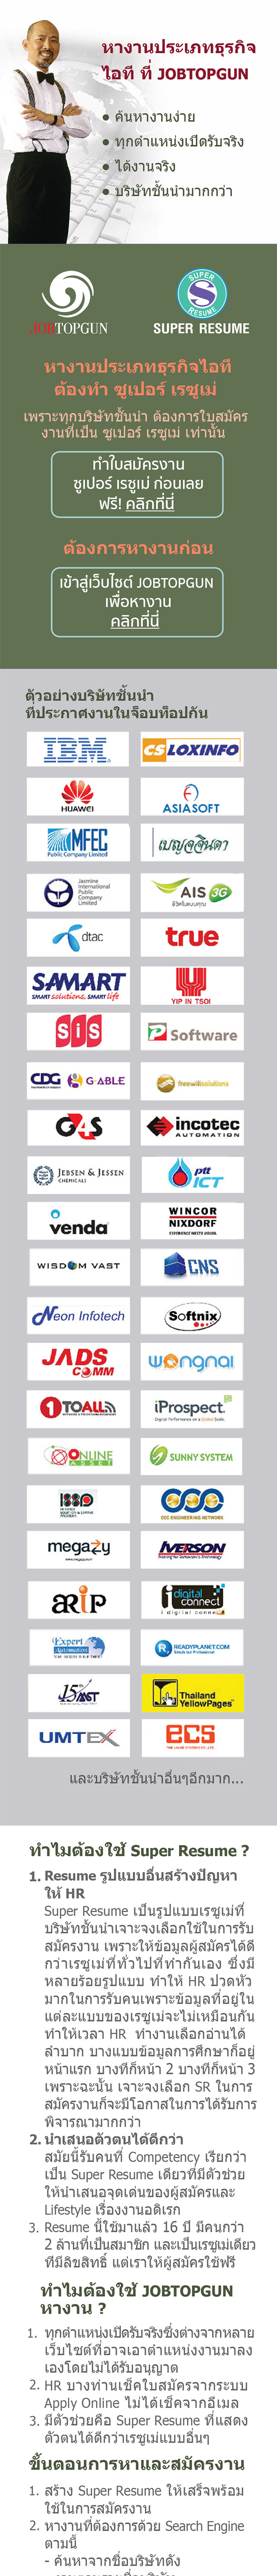 หางานประเภทธุรกิจ
ไอที ที่ JOBTOPGUN
● ค้นหางานง่าย
● ทุกตำแหน่งเปิดรับจริง
● ได้งานจริง
● บริษัทชั้นนำมากกว่า
JOBTOPGUN
SUPER
S
RESUME
SUPER RESUME
หางานประเภทธุรกิจไอที
ต้องทำ ซูเปอร์ เรซูเม่
เพราะทุกบริษัทชั้นนำ ต้องการใบสมัคร
งานที่เป็น ซูเปอร์ เรซูเม่ เท่านั้น
ทำใบสมัครงาน
ซูเปอร์ เรซูเม่ ก่อนเลย
ฟรี! คลิกที่นี่
ต้องการหางานก่อน
เข้าสู่เว็บไซต์ JOBTOPGUN
เพื่อหางาน
คลิกที่นี่
ตัวอย่างบริษัทชั้นนำ
ที่ประกาศงานในจ็อบท็อปกัน
IBM
CS LOXINFO
HUAWEI
ASIASOFT
MFEC
Public Company Limited
เบญจจินดา
Jasmine
International
Public
Company
Limited
AIS 3G
ชีวิตในแบบคุณ
dtac
true
SAMART
SMART solutions, SMART life
YIP IN TSOI
SiS
P Software
CDG
G-ABLE
freewillsolutions
G4S
incotec
AUTOMATION
JEBSEN & JESSEN
CHEMICALS
ptt
ICT
venda
WINCOR
NIXDORF
EXPERIENCE MEETS VISION.
WISDOM VAST
CNS
Neon Infotech
Softnix
JADS
COMM
wongnai
1 TOALL
iProspect
Digital Performance on a Global Scale.
ONLINE
ASSET
SUNNY SYSTEM
EEC ENGINEERING NETWORK
megazy
IVERSON
ARiP
digital
connect
i digital connect
Expert
READYPLANET.COM
15th MST
Thailand
YellowPages
UMTEX
ECS
และบริษัทชั้นนำอื่นๆอีกมาก...
ทำไมต้องใช้ Super Resume ?
1. Resume รูปแบบอื่นสร้างปัญหา
ให้ HR
Super Resume เป็นรูปแบบเรซูเม่ที่
บริษัทชั้นนำเจาะจงเลือกใช้ในการรับ
สมัครงาน เพราะให้ข้อมูลผู้สมัครได้ดี
กว่าเรซูเม่ที่ทั่วไปที่ทำกันเอง ซึ่งมี
หลายร้อยรูปแบบ ทำให้ HR ปวดหัว
มากในการรับคนเพราะข้อมูลที่อยู่ใน
แต่ละแบบของเรซูเม่จะไม่เหมือนกัน
ทำให้เวลา HR ทำงานเลือกอ่านได้
ลำบาก บางแบบข้อมูลการศึกษาก็อยู่
หน้าแรก บางทีก็หน้า 2 บางทีก็หน้า 3
เพราะฉะนั้น เจาะจงเลือก SR ในการ
สมัครงานก็จะมีโอกาสในการได้รับการ
พิจารณามากกว่า
2. นำเสนอตัวตนได้ดีกว่า
สมัยนี้รับคนที่ Competency เรียกว่า
เป็น Super Resume เดียวที่มีตัวช่วย
ให้นำเสนอจุดเด่นของผู้สมัครและ
Lifestyle เรื่องงานอดิเรก
3. Resume นี้ใช้มาแล้ว 16 ปี มีคนกว่า
2 ล้านที่เป็นสมาชิก และเป็นเรซูเม่เดียว
ที่มีลิขสิทธิ์ แต่เราให้ผู้สมัครใช้ฟรี
ทำไมต้องใช้ JOBTOPGUN
หางาน ?
1. ทุกตำแหน่งเปิดรับจริงซึ่งต่างจากหลาย
เว็บไซต์ที่อาจเอาตำแหน่งงานมาลง
เองโดยไม่ได้รับอนุญาต
2. HR บางท่านเช็คใบสมัครจากระบบ
Apply Online ไม่ได้เช็คจากอีเมล
3. มีตัวช่วยคือ Super Resume ที่แสดง
ตัวตนได้ดีกว่าเรซูเม่แบบอื่นๆ
ขั้นตอนการหาและสมัครงาน
1. สร้าง Super Resume ให้เสร็จพร้อม
ใช้ในการสมัครงาน
2. หางานที่ต้องการด้วย Search Engine
ตามนี้
- ค้นหาจากชื่อบริษัทดัง